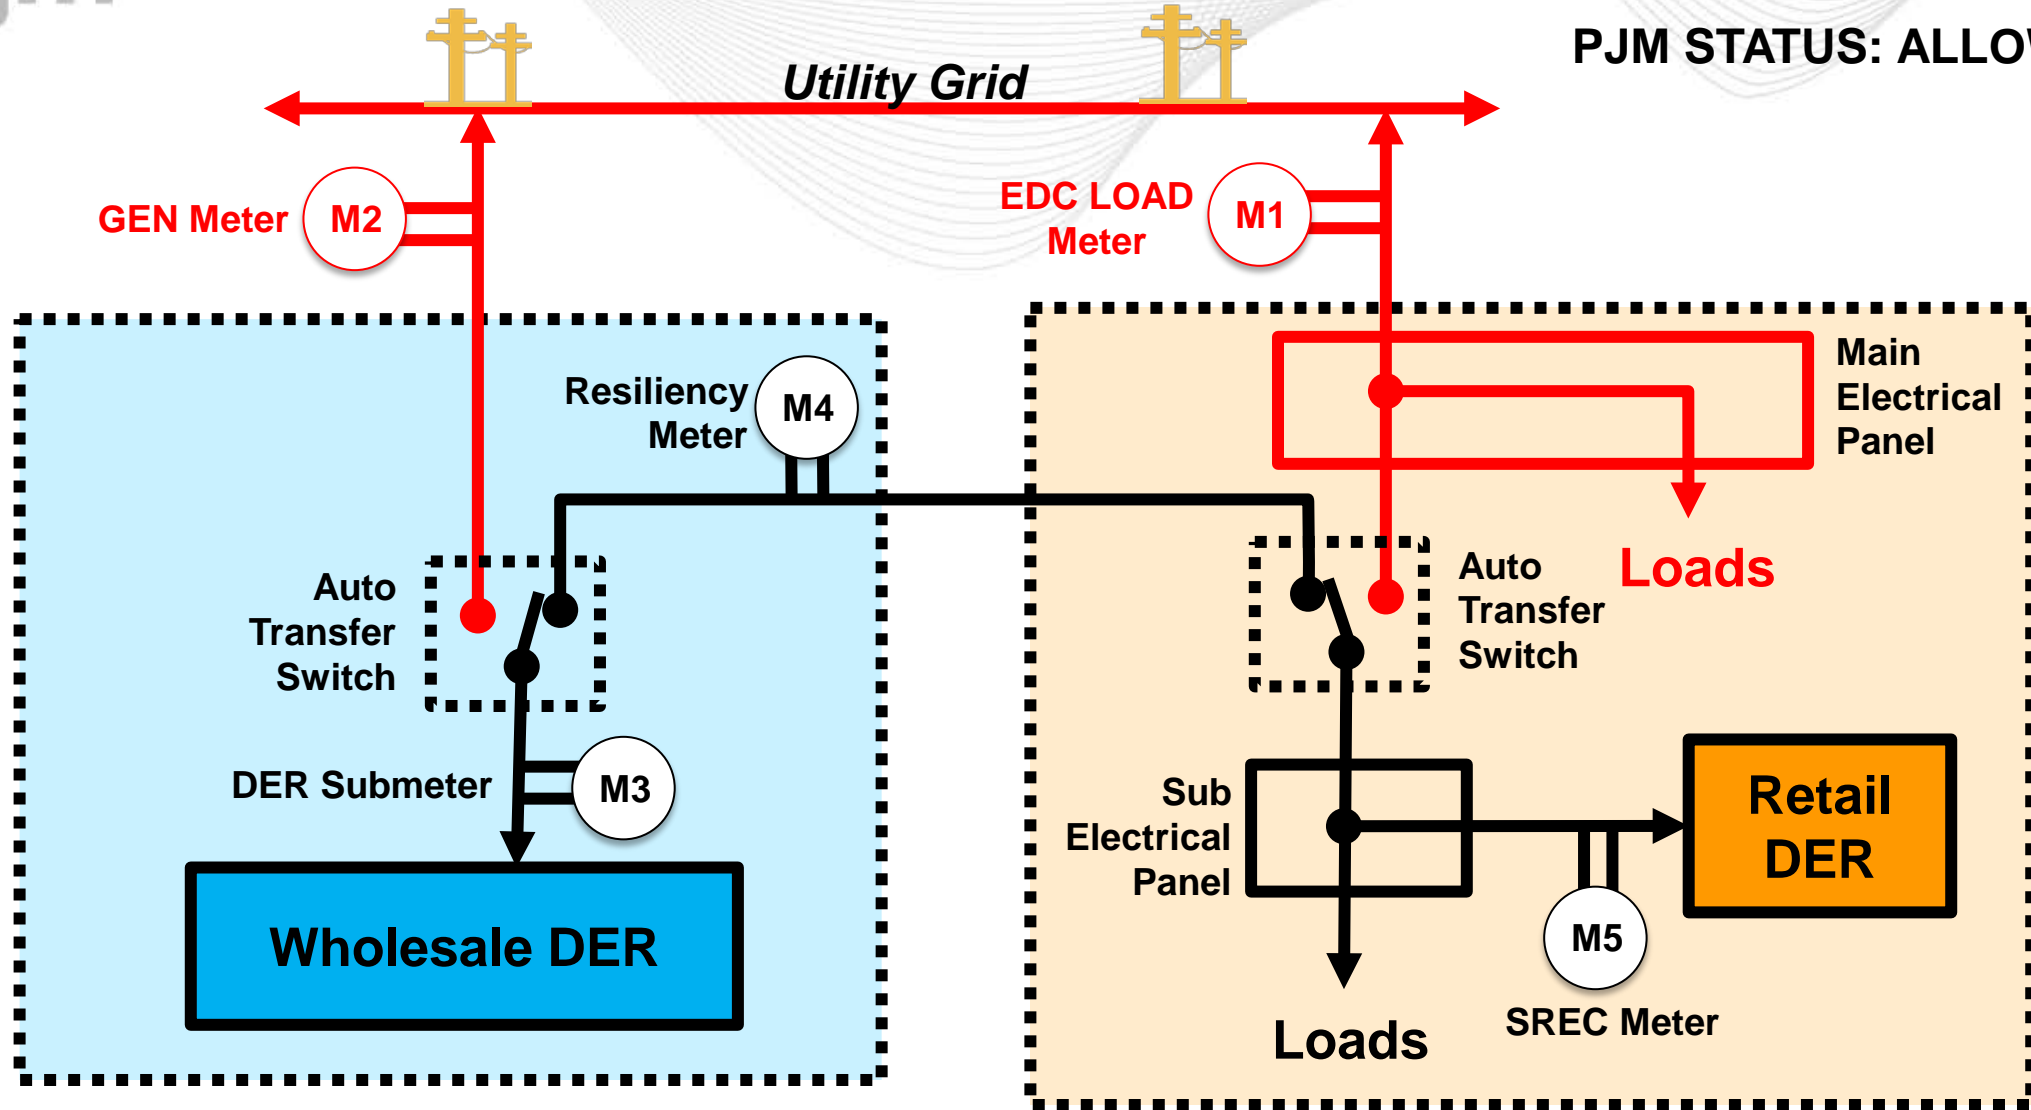 PJM STATUS:
Utility Grid
GEN Meter
M2
EDC LOAD
Meter
M1
Resiliency
Meter
M4
Main
Electrical
Panel
Auto
Transfer
Switch
Auto
Transfer
Switch
Loads
DER Submeter
M3
Sub
Electrical
Panel
Retail
DER
Wholesale DER
M5
SREC Meter
Loads